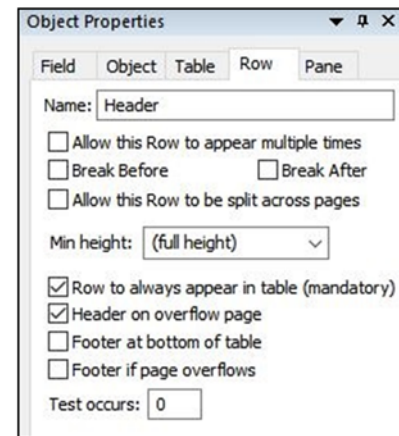 Object Properties
Field Object Table Row Pane
Name: Header
Allow this Row to appear multiple times
Break Before Break After
Allow this Row to be split across pages
Min height: (full height)
Row to always appear in table (mandatory)
Header on overflow page
Footer at bottom of table
Footer if page overflows
Test occurs: 0